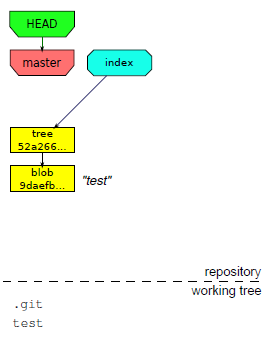 HEAD
master
index
tree
52a266...
blob
9daefb...
"test"
repository
working tree
.git
test